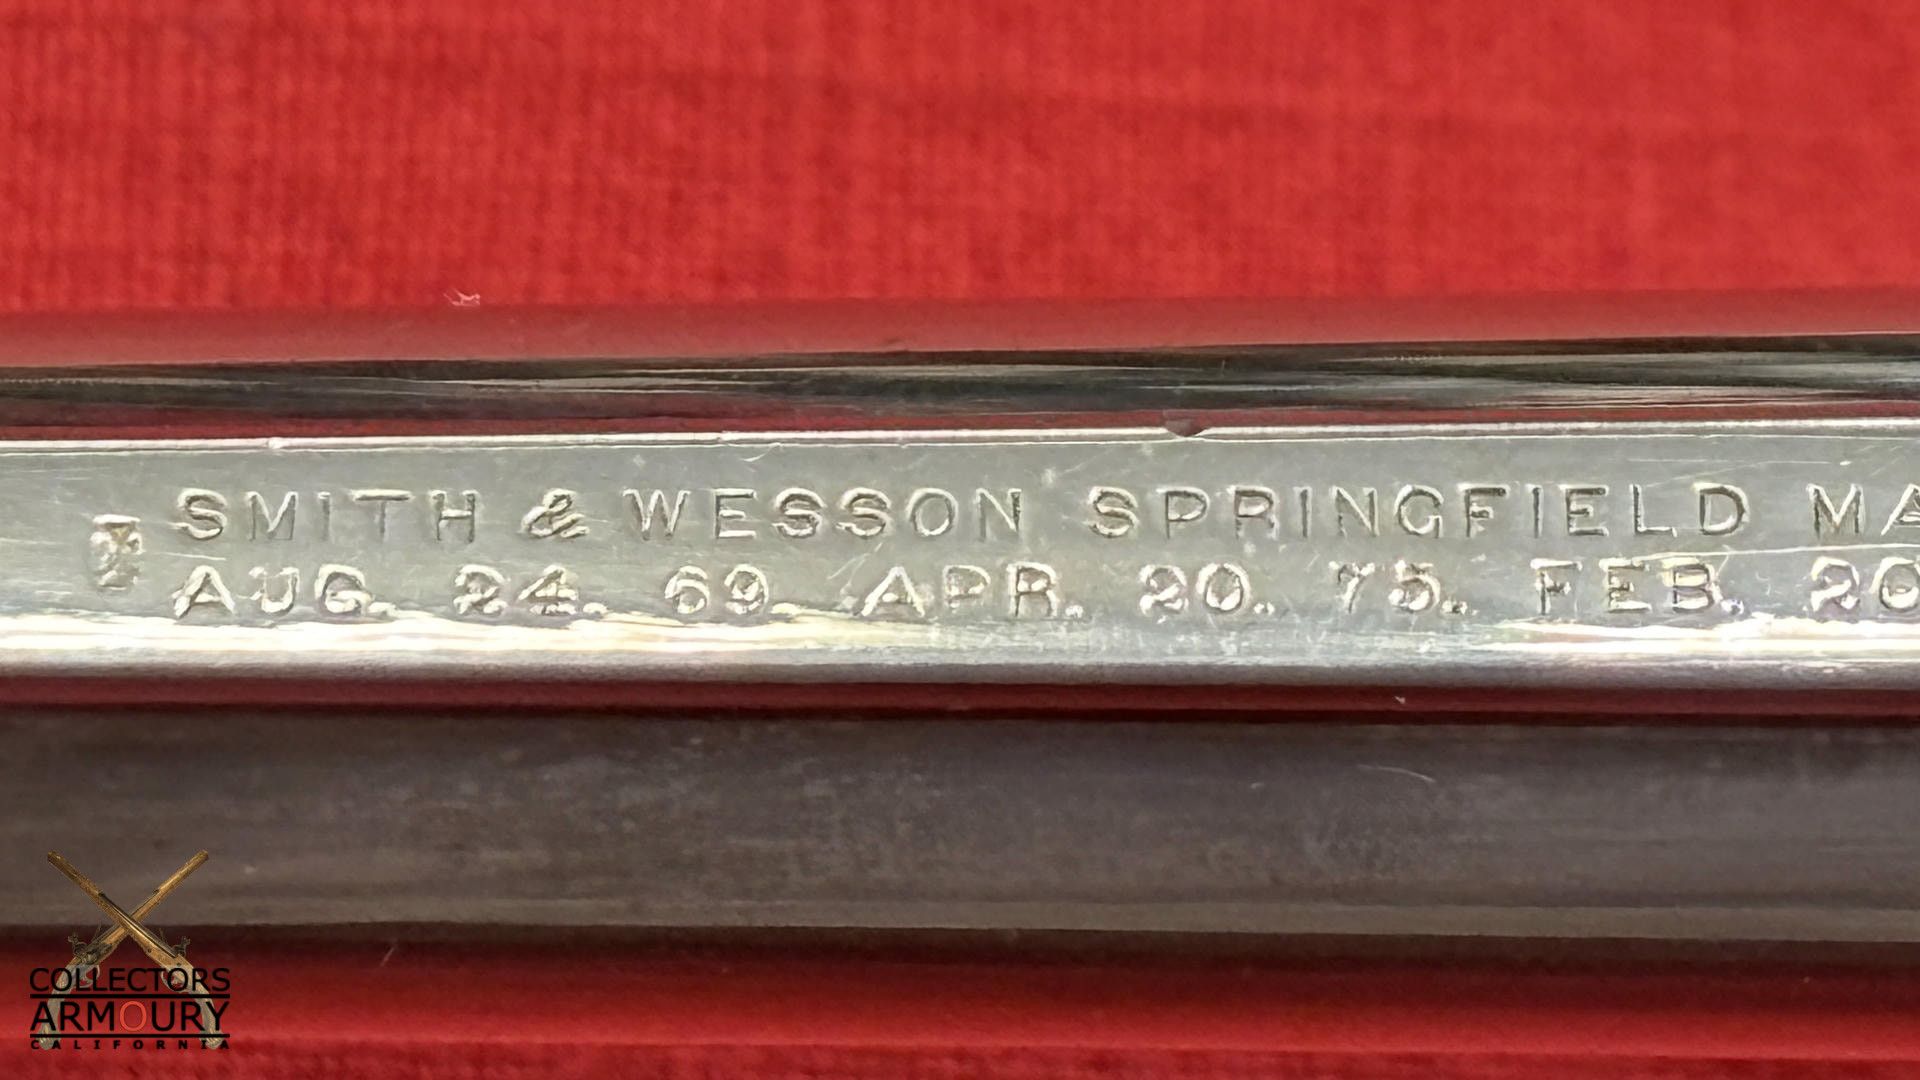 SMITH & WESSON SPRINGFIELD MA
AUG. 24. 69. APR. 20. 75. FEB. 20
COLLECTORS
ARMOURY
CALIFORNIA